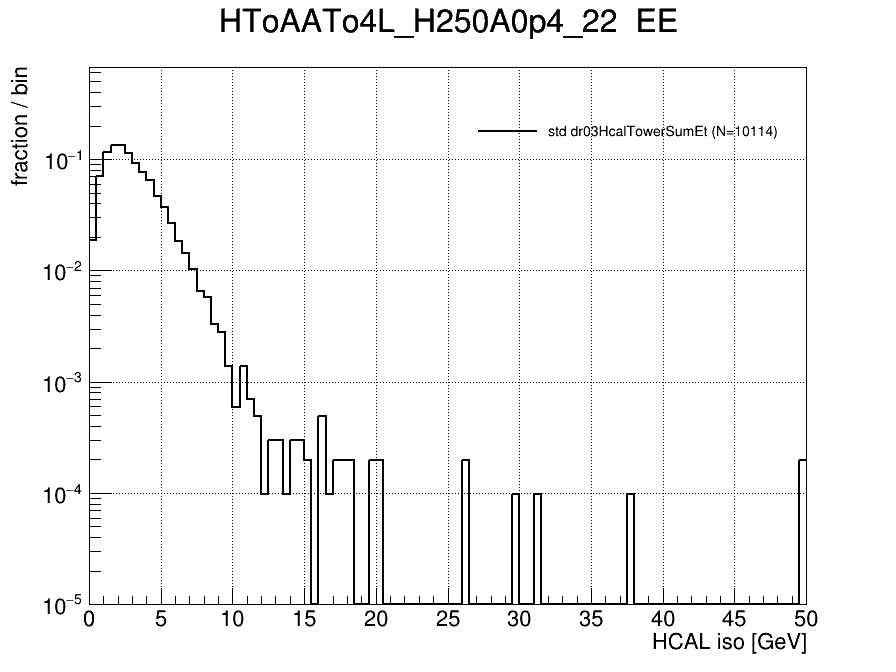 HToAATo4L_H250A0p4_22 EE
fraction / bin
std dr03HcalTowerSumEt (N=10114)
10−1
10−2
10−3
10−4
10−5
0 5 10 15 20 25 30 35 40 45 50
HCAL iso [GeV]